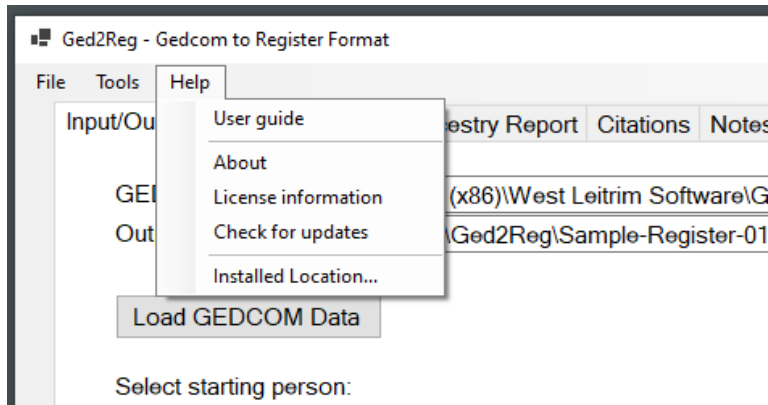 Ged2Reg - Gedcom to Register Format
File Tools Help
Input/Ou estry Report Citations Notes
User guide
About
License information
Check for updates
Installed Location...
GED (x86)\West Leitrim Software\G
Out \Ged2Reg\Sample-Register-01
Load GEDCOM Data
Select starting person: